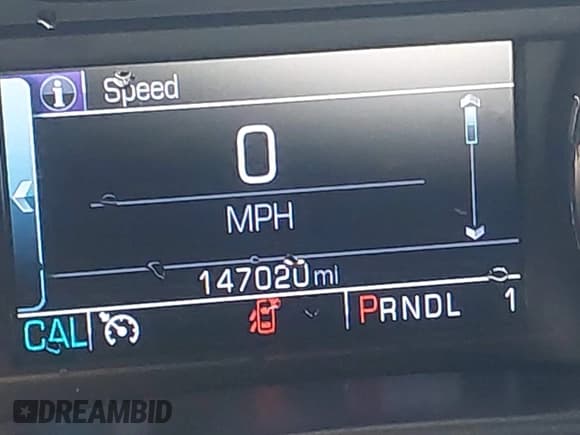 Speed
0
MPH
147020 mi
CAL PRNDL 1
DREAMBID